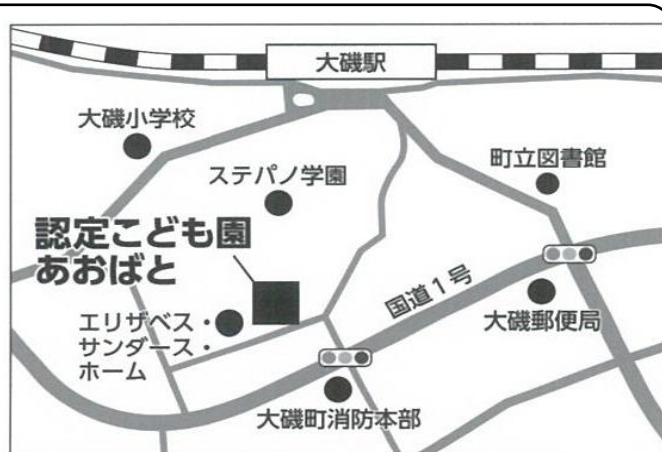 大磯駅
大磯小学校
町立図書館
ステパノ学園
認定こども園
あおばと
国道1号
エリザベス・
サンダース・
ホーム
大磯郵便局
大磯町消防本部